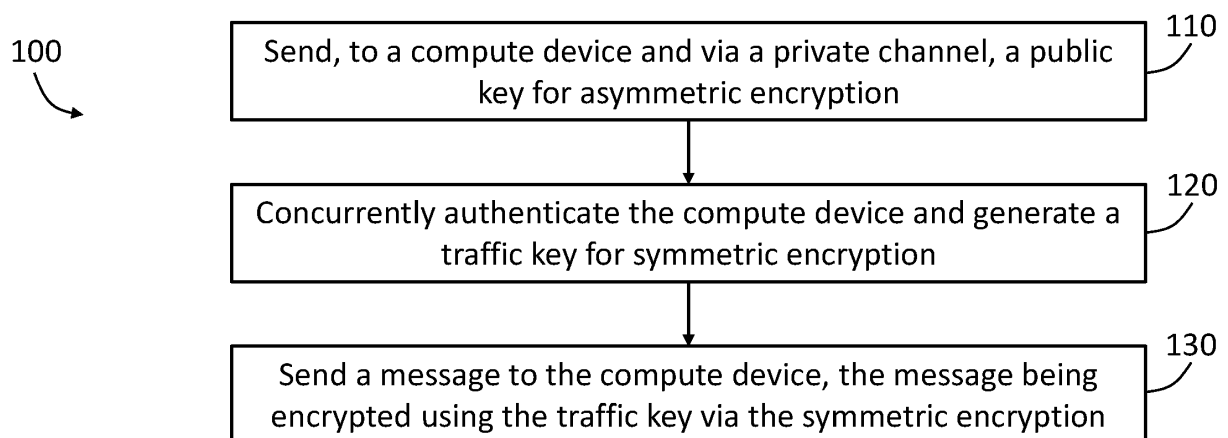 100
110
Send, to a compute device and via a private channel, a public
key for asymmetric encryption
120
Concurrently authenticate the compute device and generate a
traffic key for symmetric encryption
130
Send a message to the compute device, the message being
encrypted using the traffic key via the symmetric encryption